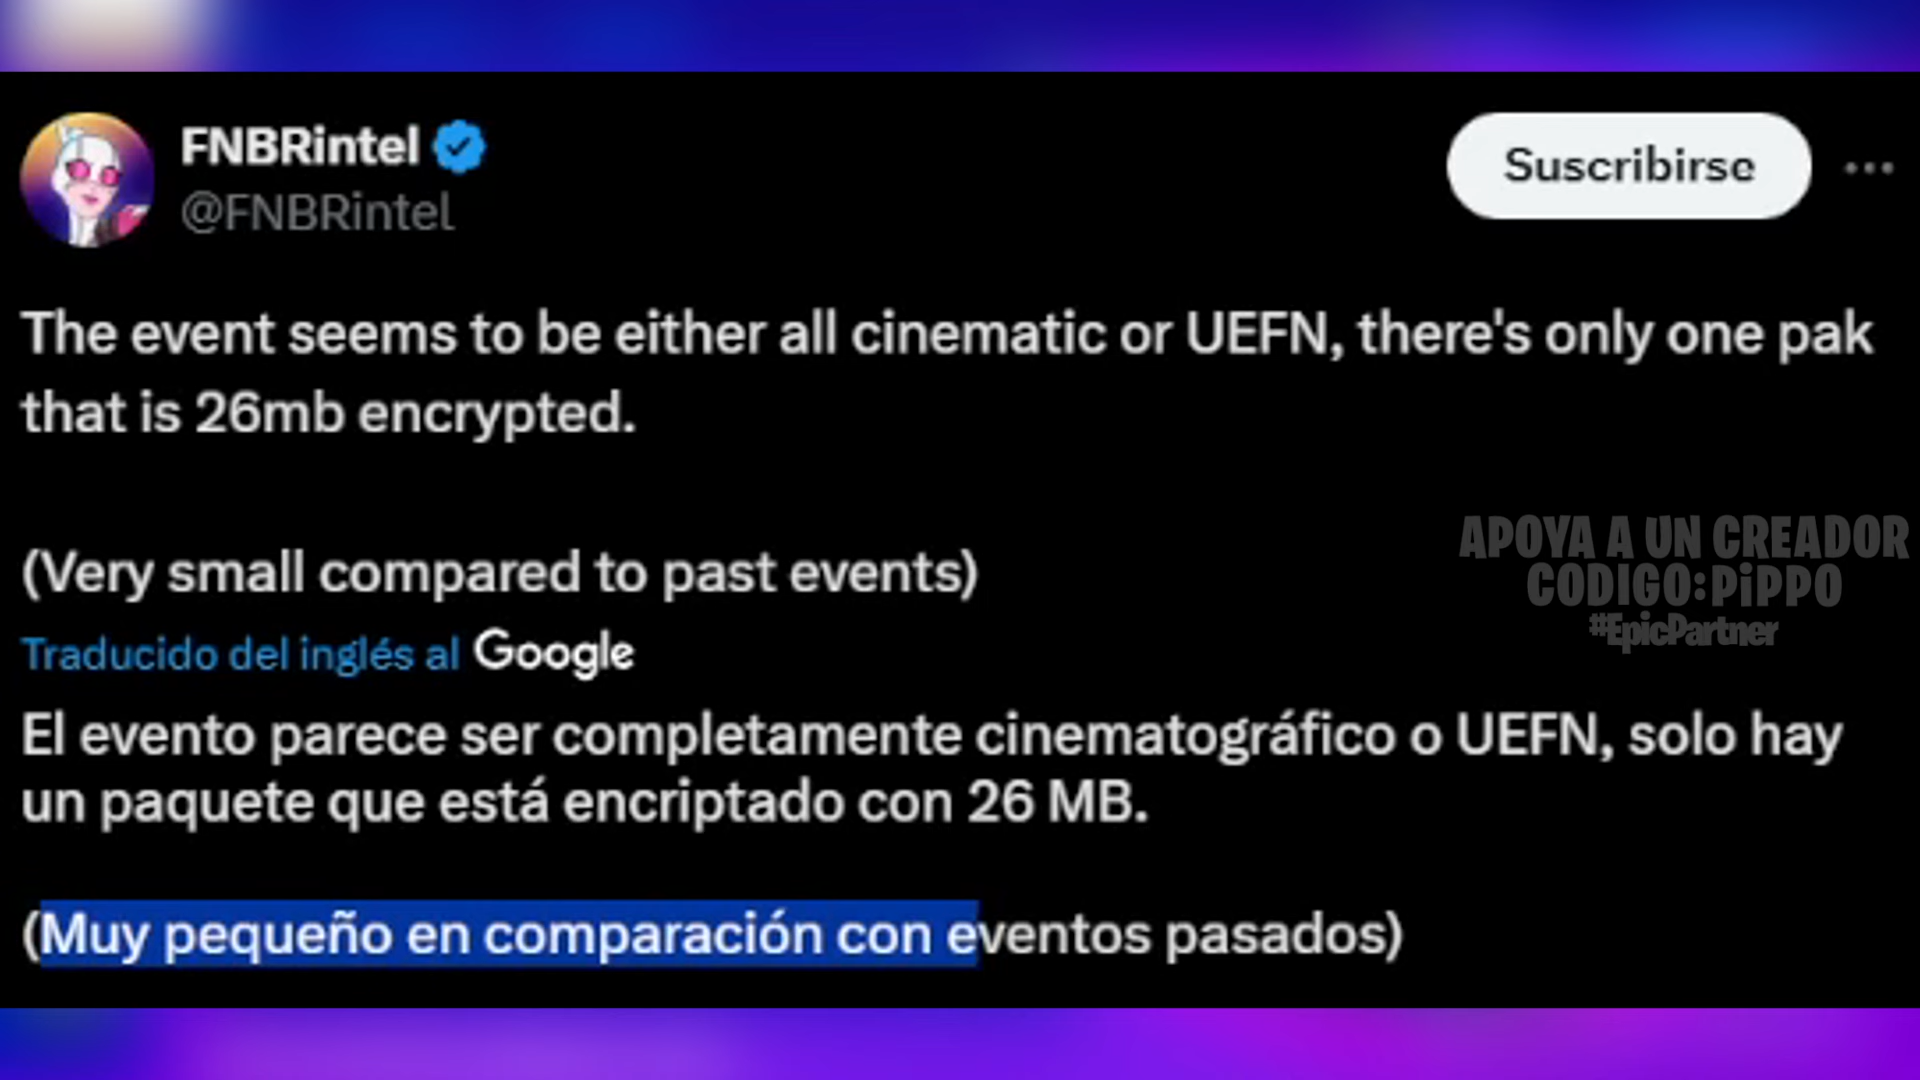 FNBRintel
@FNBRintel
Suscribirse
The event seems to be either all cinematic or UEFN, there's only one pak
that is 26mb encrypted.
(Very small compared to past events)
APOYA A UN CREADOR
CODIGO:PiPPO
#EpicPartner
Traducido del inglés al Google
El evento parece ser completamente cinematográfico o UEFN, solo hay
un paquete que está encriptado con 26 MB.
(Muy pequeño en comparación con eventos pasados)